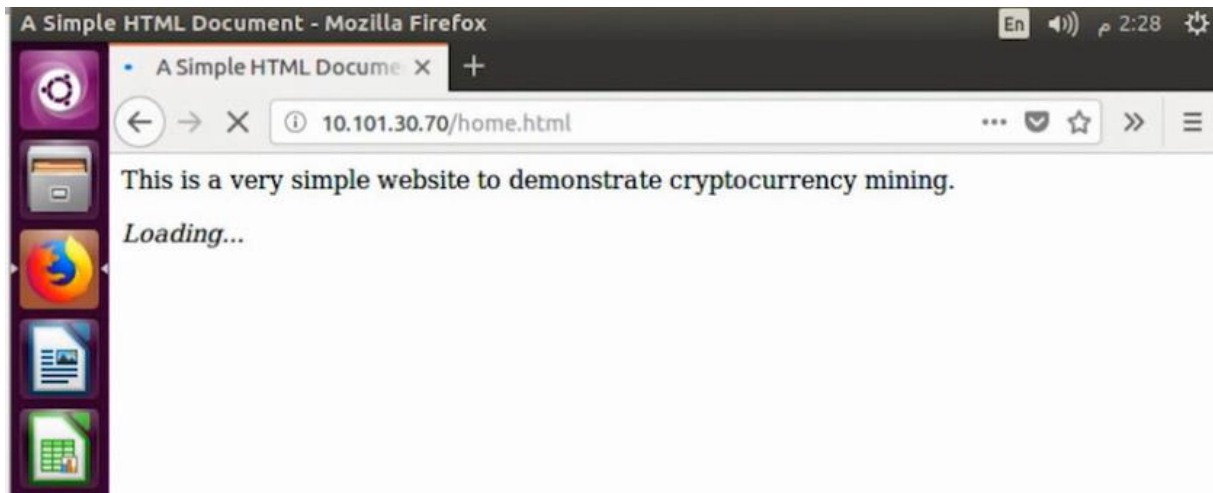 A Simple HTML Document - Mozilla Firefox En م 2:28
A Simple HTML Docume
10.101.30.70/home.html
This is a very simple website to demonstrate cryptocurrency mining.
Loading...